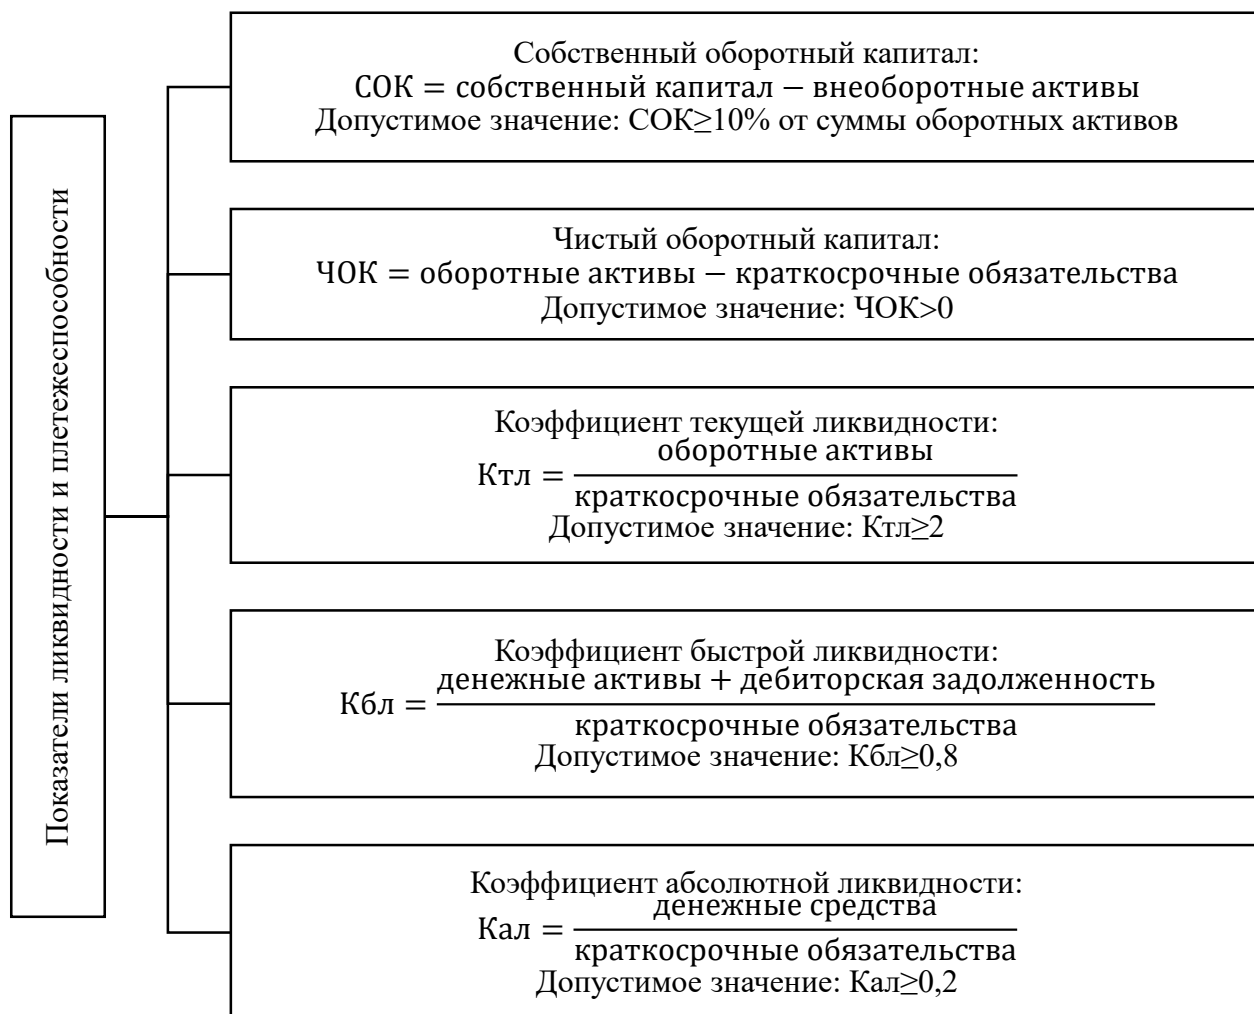 Показатели ликвидности и плетежеспособности
Собственный оборотный капитал:
СОК = собственный капитал − внеоборотные активы
Допустимое значение: СОК≥10% от суммы оборотных активов
Чистый оборотный капитал:
ЧОК = оборотные активы − краткосрочные обязательства
Допустимое значение: ЧОК>0
Коэффициент текущей ликвидности:
оборотные активы
Ктл =
краткосрочные обязательства
Допустимое значение: Ктл≥2
Коэффициент быстрой ликвидности:
денежные активы + дебиторская задолженность
Кбл =
краткосрочные обязательства
Допустимое значение: Кбл≥0,8
Коэффициент абсолютной ликвидности:
денежные средства
Кал =
краткосрочные обязательства
Допустимое значение: Кал≥0,2